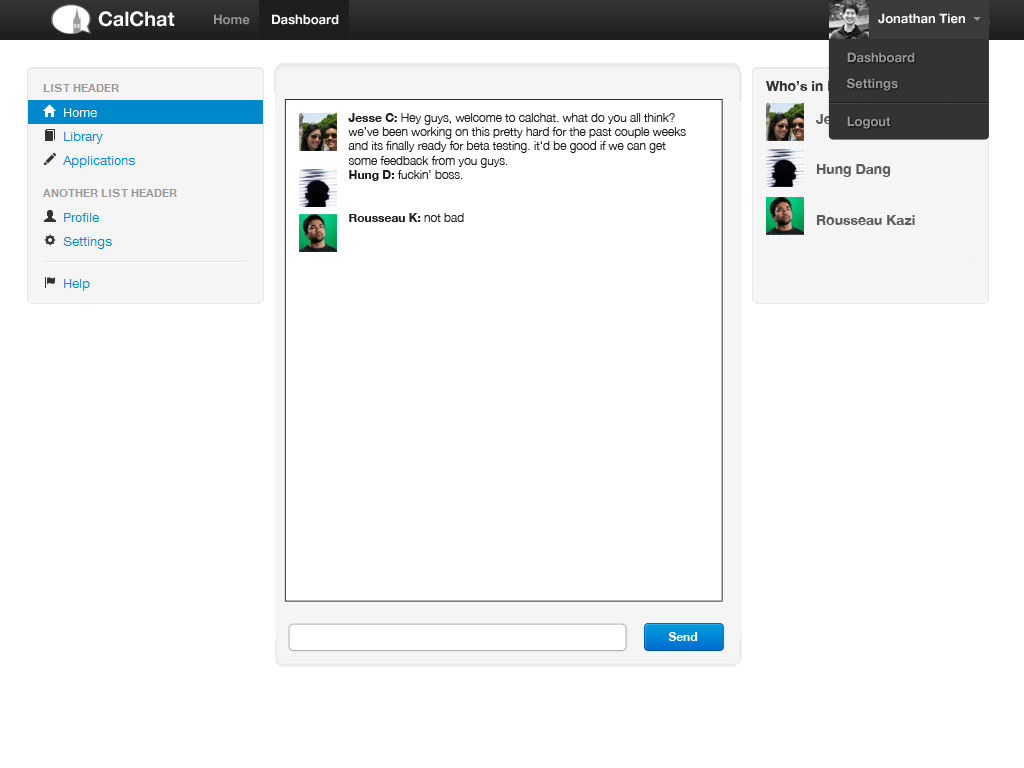 CalChat
Home
Dashboard
Jonathan Tien
Dashboard
Settings
Logout
LIST HEADER
Home
Library
Applications
ANOTHER LIST HEADER
Profile
Settings
Help
Jesse C: Hey guys, welcome to calchat. what do you all think?
we've been working on this pretty hard for the past couple weeks
and its finally ready for beta testing. it'd be good if we can get
some feedback from you guys.
Hung D: fuckin' boss.
Rousseau K: not bad
Send
Who's in
Je
Hung Dang
Rousseau Kazi